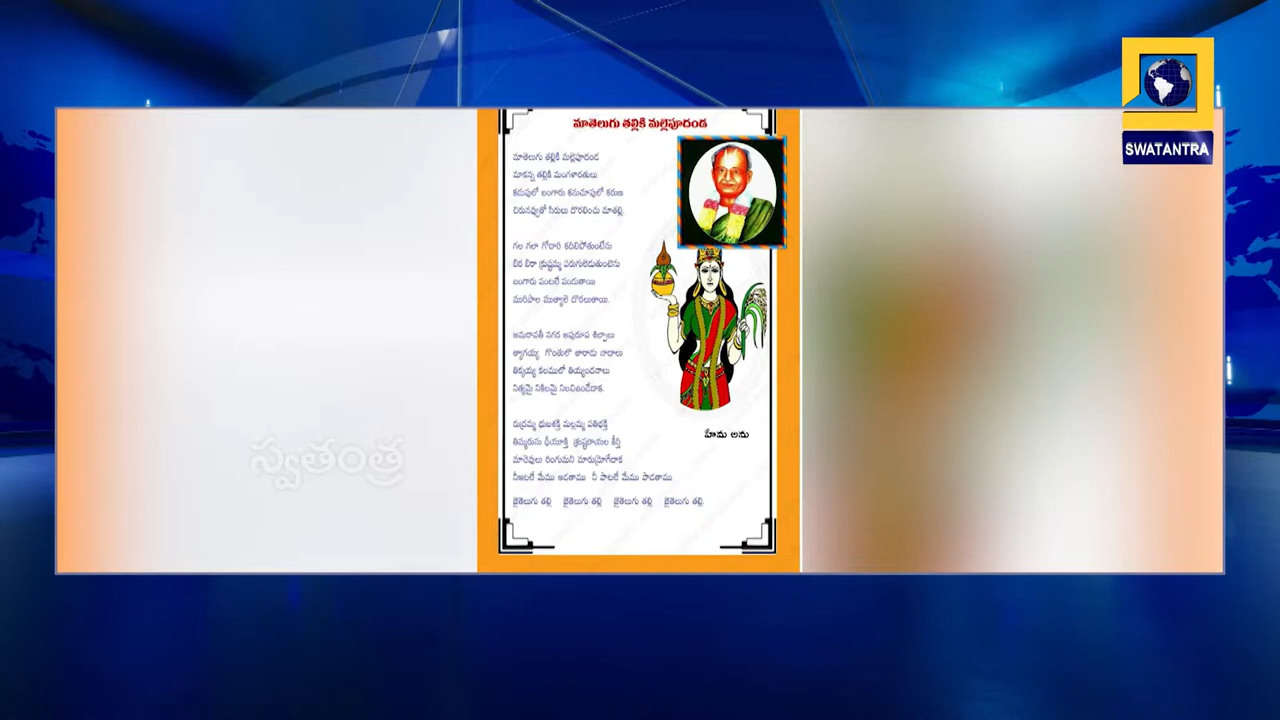 SWATANTRA
మాతెలుగు తల్లికి మల్లెపూదండ
మాతెలుగు తల్లికి మల్లెపూదండ
మాకన్న తల్లికి మంగళారతులు
కడుపులో బంగారు కనుచూపులో కరుణ
చిరునవ్వుతో సిరులు దొరలించు మాతల్లి.
గల గలా గోదారి కదిలిపోతుంటేను
బిర బిరా క్రుష్ణమ్మ పరుగులెడుతుంటేను
బంగారు పంటలే పండుతాయి
మురిపాల ముత్యాలె దొరలుతాయి.
అమరావతీ నగర అపురూప శిల్పాలు
త్యాగయ్య గొంతులో తారాడు నాదాలు
తిక్కయ్య కలములో తియ్యందనాలు
నిత్యమై నికిలమై నిలచిఉండేదాక.
రుద్రమ్మ భుజశక్తి మల్లమ్మ పతిభక్తి
తిమ్మరుసు ధీయూక్తి క్రుష్ణరాయల కీర్తి
మాచెవులు రింగుమని మారుమ్రోగేదాక
నీఆటలే మేము ఆడతాము నీ పాటలే మేము పాడతాము
జైతెలుగు తల్లి జైతెలుగు తల్లి జైతెలుగు తల్లి జైతెలుగు తల్లి.
హేమ అను
స్వతంత్ర